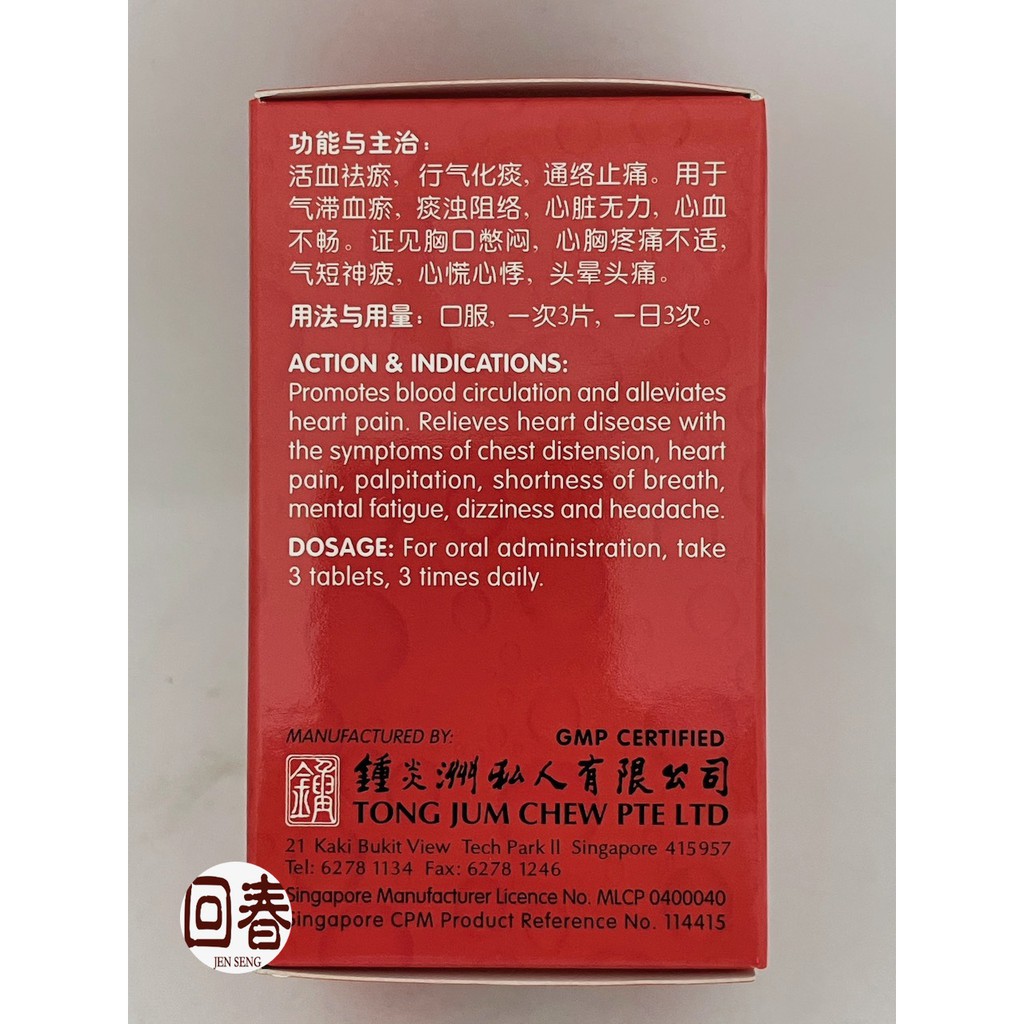 功能与主治：
活血祛瘀，行气化痰，通络止痛。用于
气滞血瘀，痰浊阻络，心脏无力，心血
不畅。证见胸口憋闷，心胸疼痛不适，
气短神疲，心慌心悸，头晕头痛。
用法与用量：口服，一次3片，一日3次。
ACTION & INDICATIONS:
Promotes blood circulation and alleviates
heart pain. Relieves heart disease with
the symptoms of chest distension, heart
pain, palpitation, shortness of breath,
mental fatigue, dizziness and headache.
DOSAGE: For oral administration, take
3 tablets, 3 times daily.
MANUFACTURED BY: GMP CERTIFIED
鍾炎洲私人有限公司
TONG JUM CHEW PTE LTD
21 Kaki Bukit View Tech Park II Singapore 415957
Tel: 6278 1134 Fax: 6278 1246
Singapore Manufacturer Licence No. MLCP 0400040
Singapore CPM Product Reference No. 114415
回春
JEN SENG